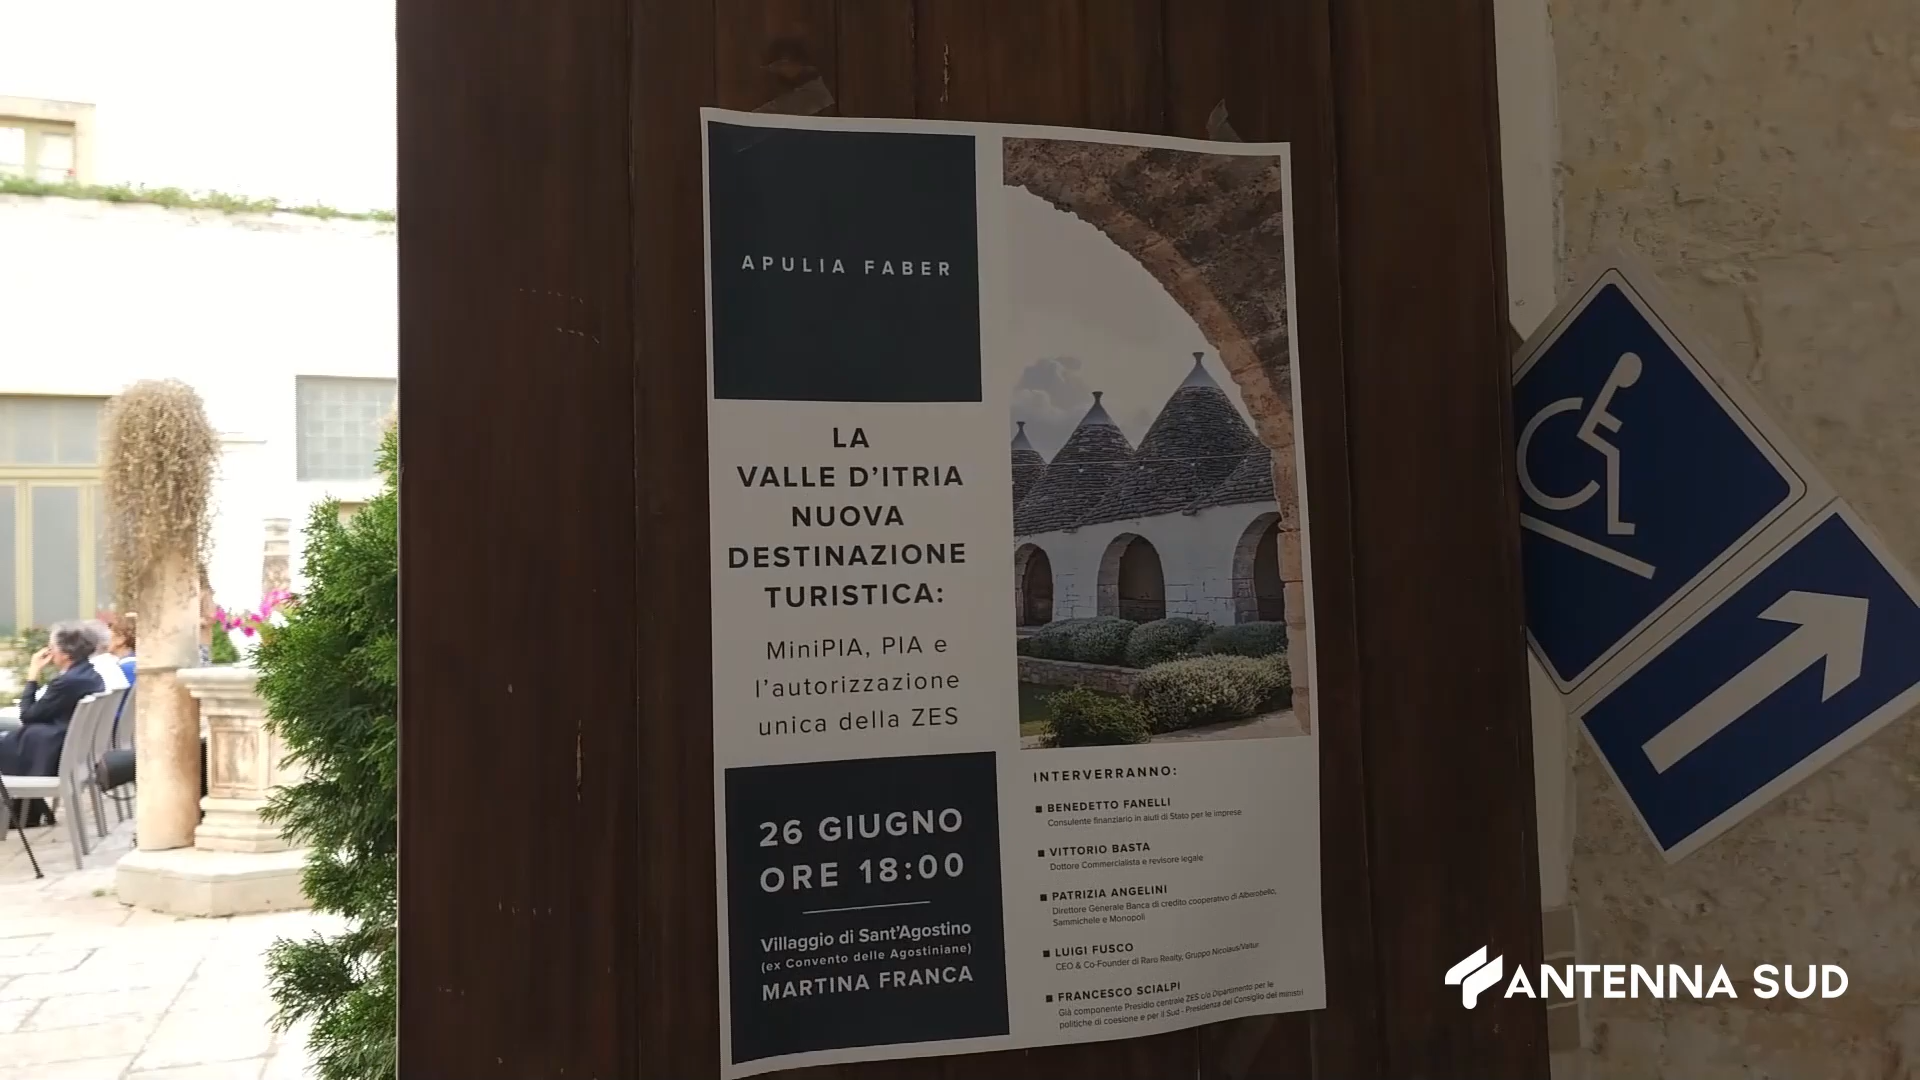 APULIA FABER
LA
VALLE D'ITRIA
NUOVA
DESTINAZIONE
TURISTICA:
MiniPIA, PIA e
l'autorizzazione
unica della ZES
26 GIUGNO
ORE 18:00
Villaggio di Sant'Agostino
(ex Convento delle Agostiniane)
MARTINA FRANCA
INTERVERRANNO:
BENEDETTO FANELLI
Consulente finanziario in aiuti di Stato per le imprese
VITTORIO BASTA
Dottore Commercialista e revisore legale
PATRIZIA ANGELINI
Direttore Generale Banca di credito cooperativo di Alberobello,
Sammichele e Monopoli
LUIGI FUSCO
CEO & Co-Founder di Raro Realty, Gruppo Nicolaus/Valtur
FRANCESCO SCIALPI
Già componente Presidio centrale ZES c/o Dipartimento per le
politiche di coesione e per il Sud - Presidenza del Consiglio dei ministri
ANTENNA SUD